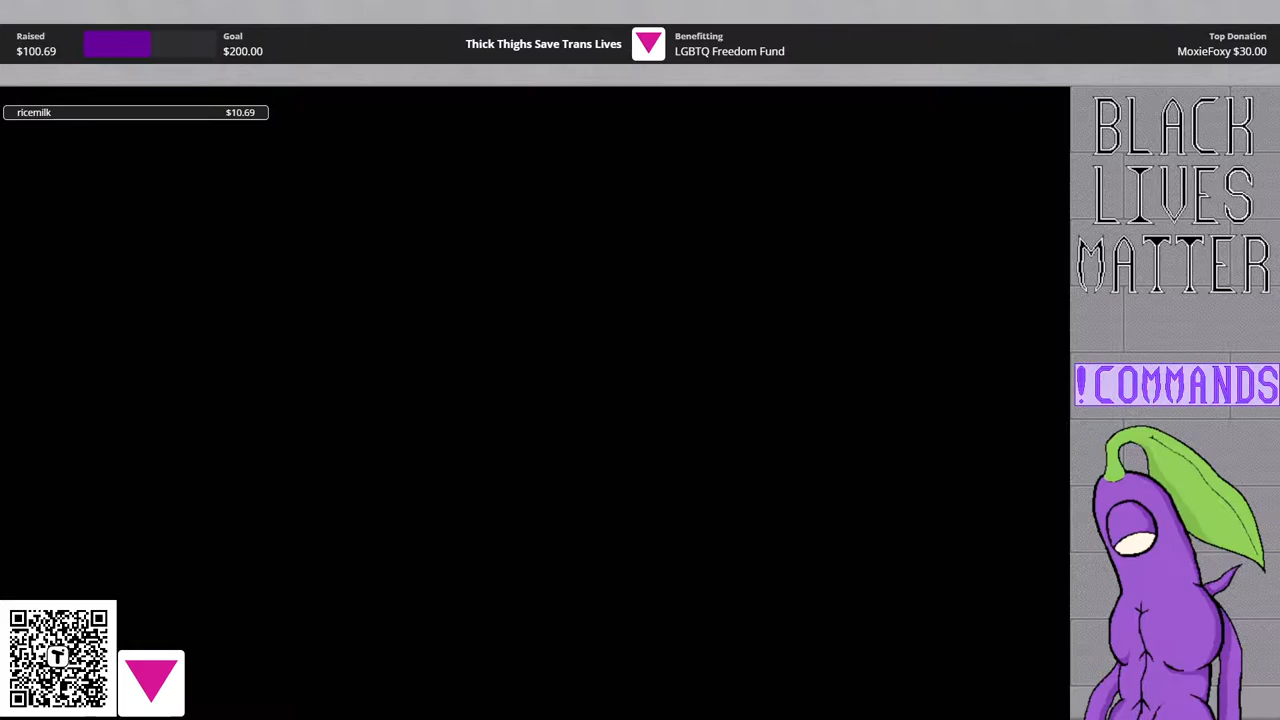 Raised
$100.69
Goal
$200.00
Thick Thighs Save Trans Lives
Benefitting
LGBTQ Freedom Fund
Top Donation
MoxieFoxy $30.00
ricemilk $10.69
BLACK
LIVES
MATTER
!COMMANDS
T